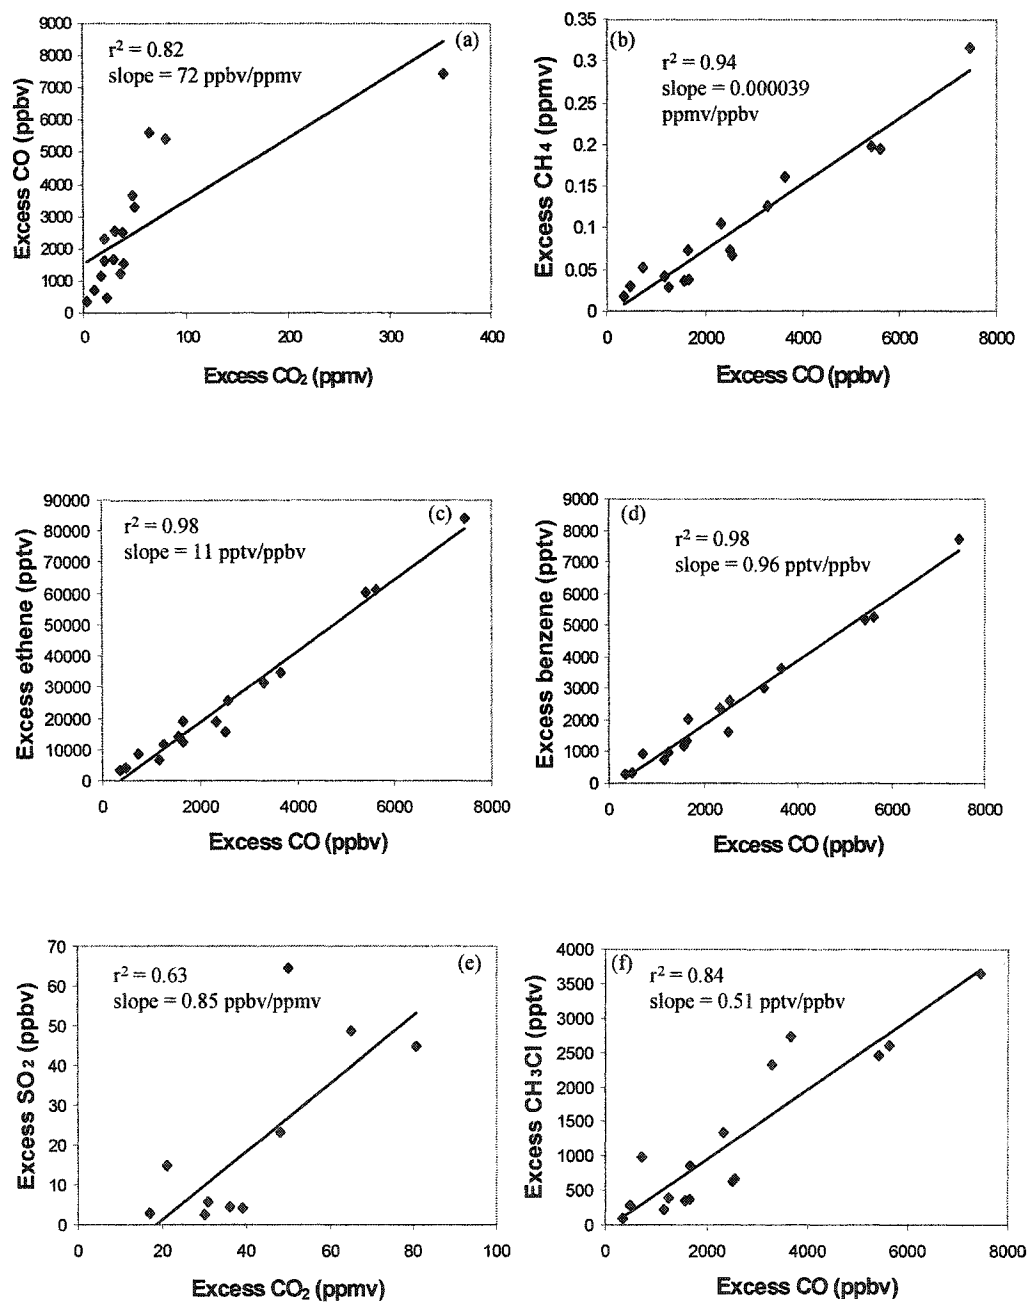 (a)
r² = 0.82
slope = 72 ppbv/ppmv
Excess CO (ppbv)
9000
8000
7000
6000
5000
4000
3000
2000
1000
0
0
100
200
300
400
Excess CO₂ (ppmv)
(b)
r² = 0.94
slope = 0.000039
ppmv/ppbv
Excess CH₄ (ppmv)
0.35
0.3
0.25
0.2
0.15
0.1
0.05
0
0
2000
4000
6000
8000
Excess CO (ppbv)
(c)
r² = 0.98
slope = 11 pptv/ppbv
Excess ethene (pptv)
90000
80000
70000
60000
50000
40000
30000
20000
10000
0
0
2000
4000
6000
8000
Excess CO (ppbv)
(d)
r² = 0.98
slope = 0.96 pptv/ppbv
Excess benzene (pptv)
9000
8000
7000
6000
5000
4000
3000
2000
1000
0
0
2000
4000
6000
8000
Excess CO (ppbv)
(e)
r² = 0.63
slope = 0.85 ppbv/ppmv
Excess SO₂ (ppbv)
70
60
50
40
30
20
10
0
0
20
40
60
80
100
Excess CO₂ (ppmv)
(f)
r² = 0.84
slope = 0.51 pptv/ppbv
Excess CH₃Cl (pptv)
4000
3500
3000
2500
2000
1500
1000
500
0
0
2000
4000
6000
8000
Excess CO (ppbv)